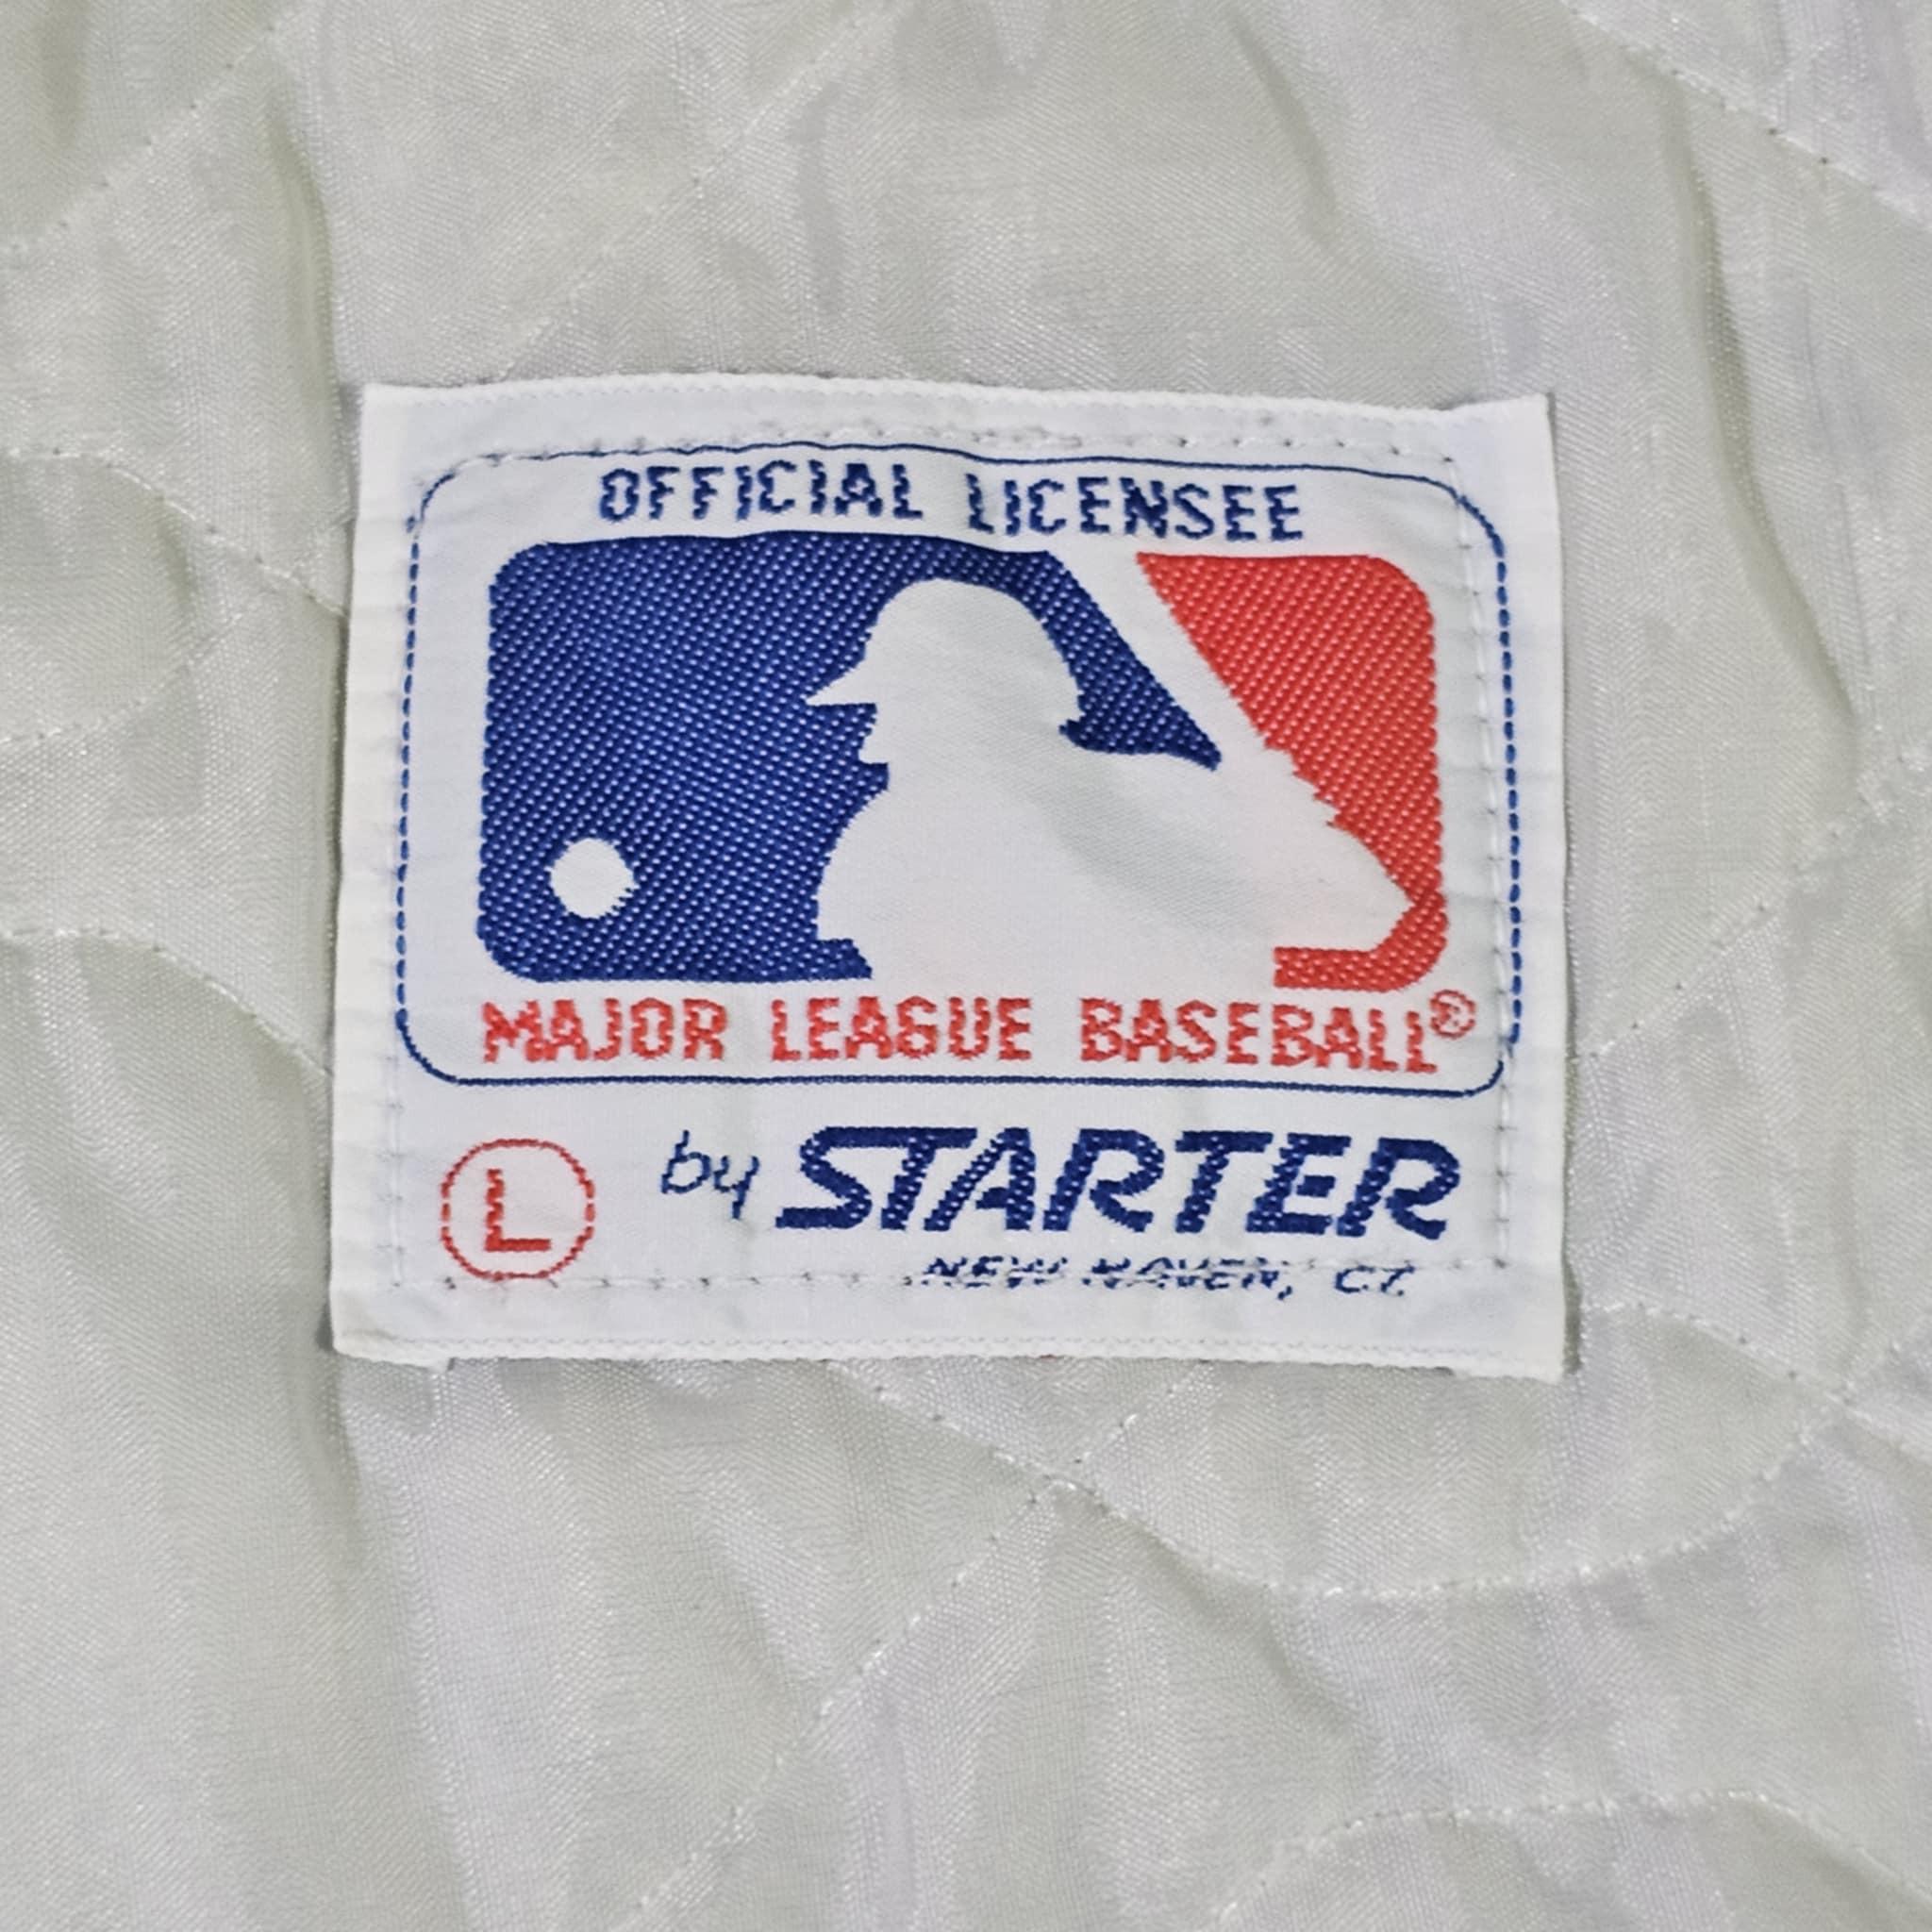 OFFICIAL LICENSEE
MAJOR LEAGUE BASEBALL®
L by STARTER
NEW HAVEN, CT